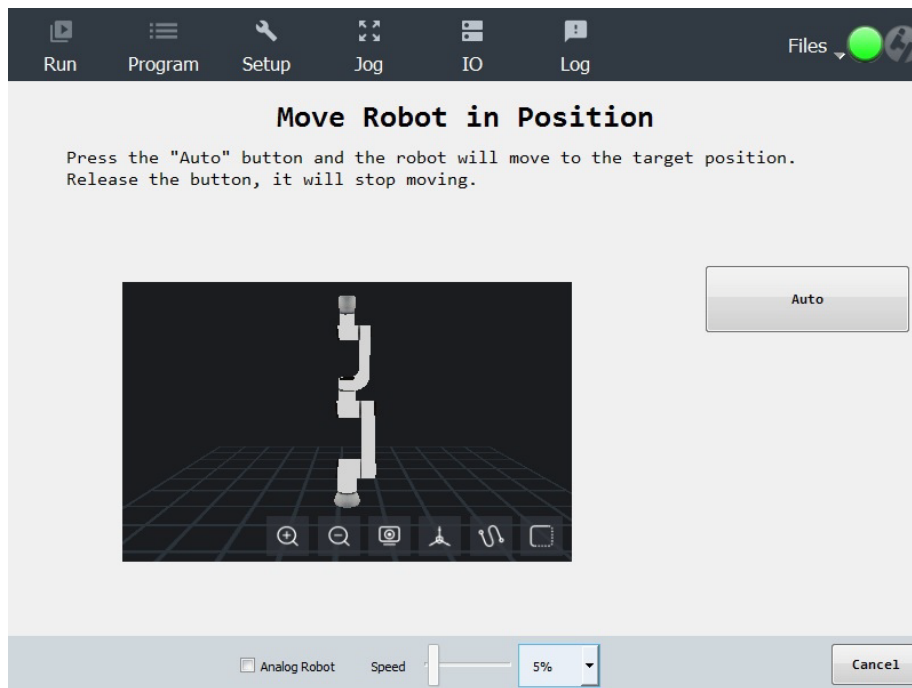 Run Program Setup Jog IO Log Files
Move Robot in Position
Press the "Auto" button and the robot will move to the target position.
Release the button, it will stop moving.
Auto
Analog Robot Speed 5% Cancel